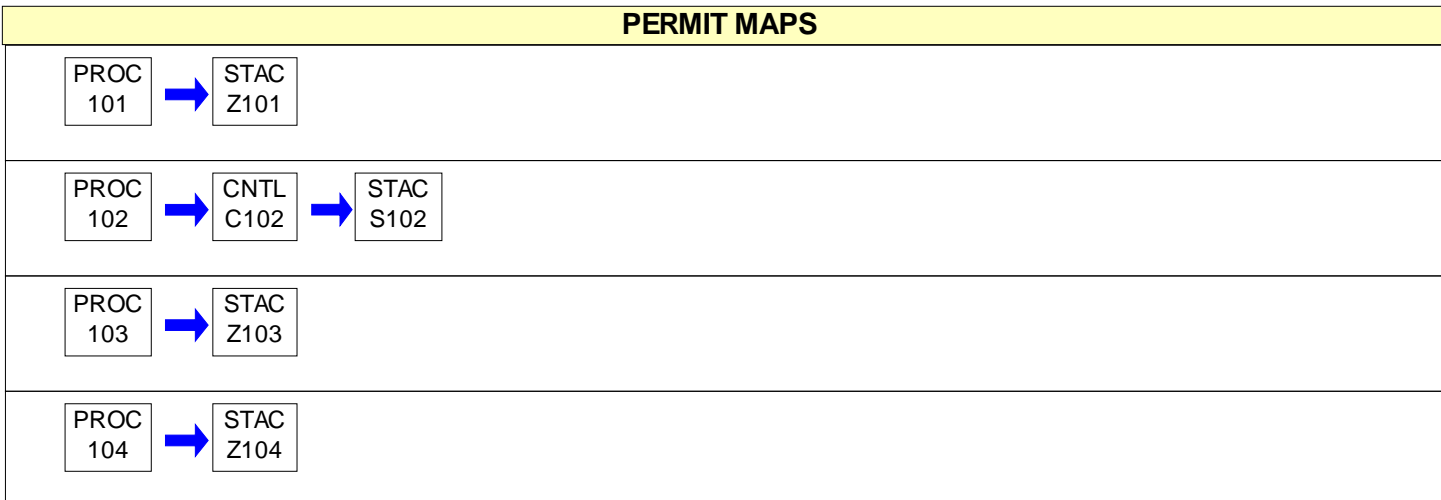 PERMIT MAPS
PROC STAC
101 Z101
PROC CNTL STAC
102 C102 S102
PROC STAC
103 Z103
PROC STAC
104 Z104